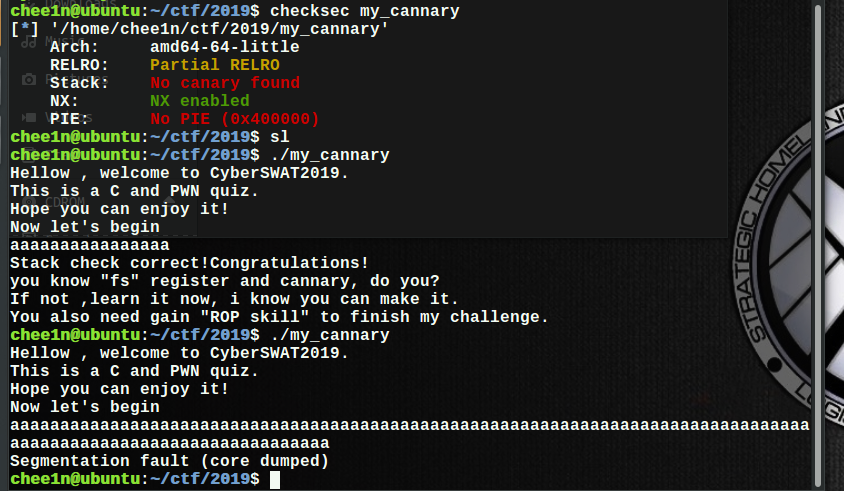 chee1n@ubuntu:~/ctf/2019$ checksec my_cannary
[*] '/home/chee1n/ctf/2019/my_cannary'
    Arch:     amd64-64-little
    RELRO:    Partial RELRO
    Stack:    No canary found
    NX:       NX enabled
    PIE:      No PIE (0x400000)
chee1n@ubuntu:~/ctf/2019$ sl
chee1n@ubuntu:~/ctf/2019$ ./my_cannary
Hellow , welcome to CyberSWAT2019.
This is a C and PWN quiz.
Hope you can enjoy it!
Now let's begin
aaaaaaaaaaaaaaaa
Stack check correct!Congratulations!
you know "fs" register and cannary, do you?
If not ,learn it now, i know you can make it.
You also need gain "ROP skill" to finish my challenge.
chee1n@ubuntu:~/ctf/2019$ ./my_cannary
Hellow , welcome to CyberSWAT2019.
This is a C and PWN quiz.
Hope you can enjoy it!
Now let's begin
aaaaaaaaaaaaaaaaaaaaaaaaaaaaaaaaaaaaaaaaaaaaaaaaaaaaaaaaaaaaaaaaaaaaaaaaaaaaaaaa
aaaaaaaaaaaaaaaaaaaaaaaaaaaaaaaa
Segmentation fault (core dumped)
chee1n@ubuntu:~/ctf/2019$
STRATEGIC HOMELAND
CDROM